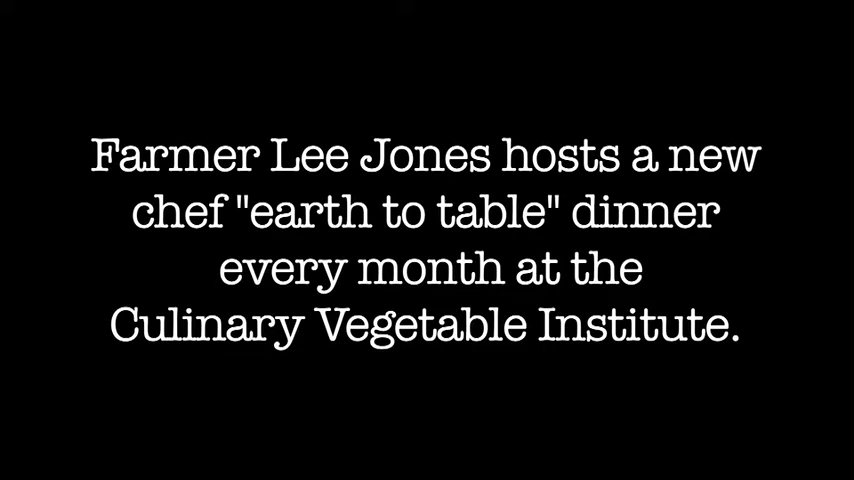 Farmer Lee Jones hosts a new
chef "earth to table" dinner
every month at the
Culinary Vegetable Institute.